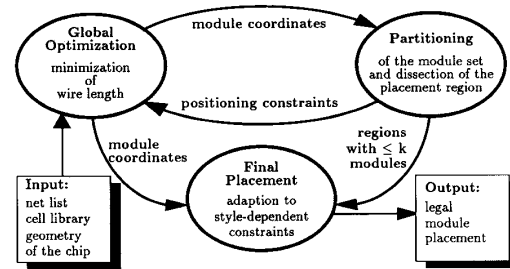 module coordinates
Global
Optimization
minimization
of
wire length
Partitioning
of the module set
and dissection of the
placement region
positioning constraints
module
coordinates
regions
with ≤ k
modules
Final
Placement
adaption to
style-dependent
constraints
Input:
net list
cell library
geometry
of the chip
Output:
legal
module
placement